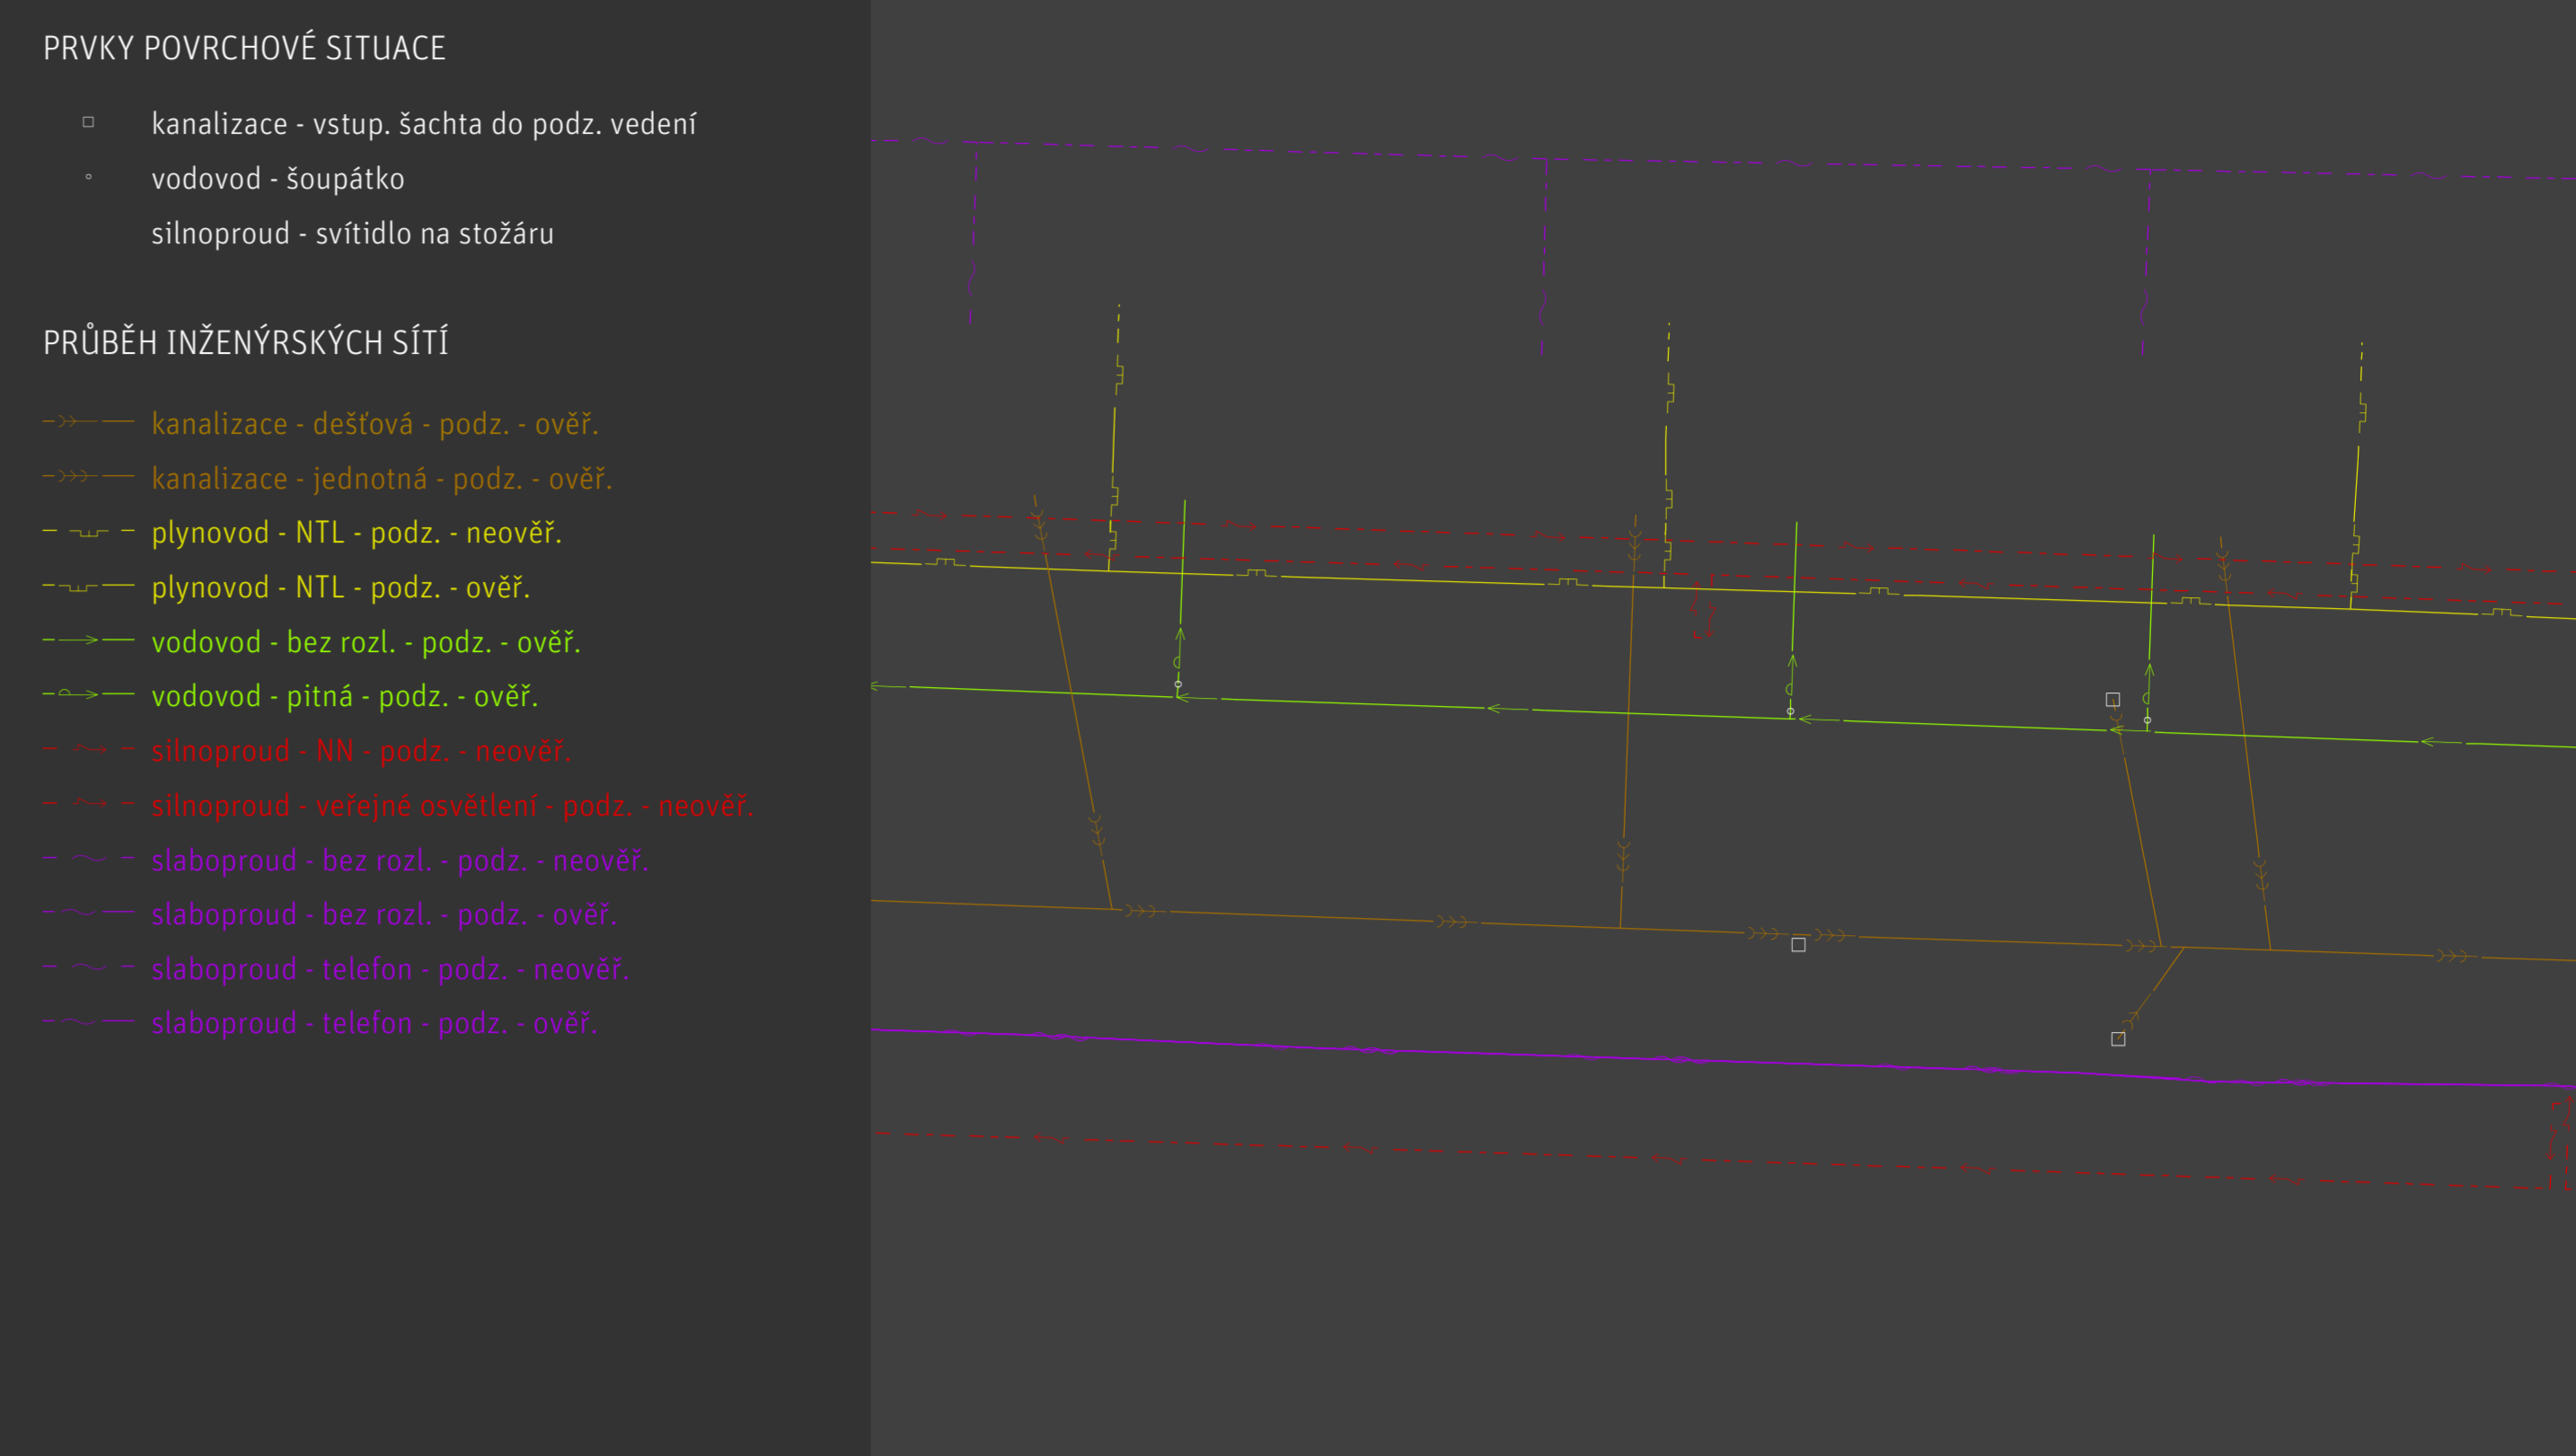 PRVKY POVRCHOVÉ SITUACE
kanalizace - vstup. šachta do podz. vedení
vodovod - šoupátko
silnoproud - svítidlo na stožáru
PRŮBĚH INŽENÝRSKÝCH SÍTÍ
kanalizace - dešťová - podz. - ověř.
kanalizace - jednotná - podz. - ověř.
plynovod - NTL - podz. - neověř.
plynovod - NTL - podz. - ověř.
vodovod - bez rozl. - podz. - ověř.
vodovod - pitná - podz. - ověř.
silnoproud - NN - podz. - neověř.
silnoproud - veřejné osvětlení - podz. - neověř.
slaboproud - bez rozl. - podz. - neověř.
slaboproud - bez rozl. - podz. - ověř.
slaboproud - telefon - podz. - neověř.
slaboproud - telefon - podz. - ověř.